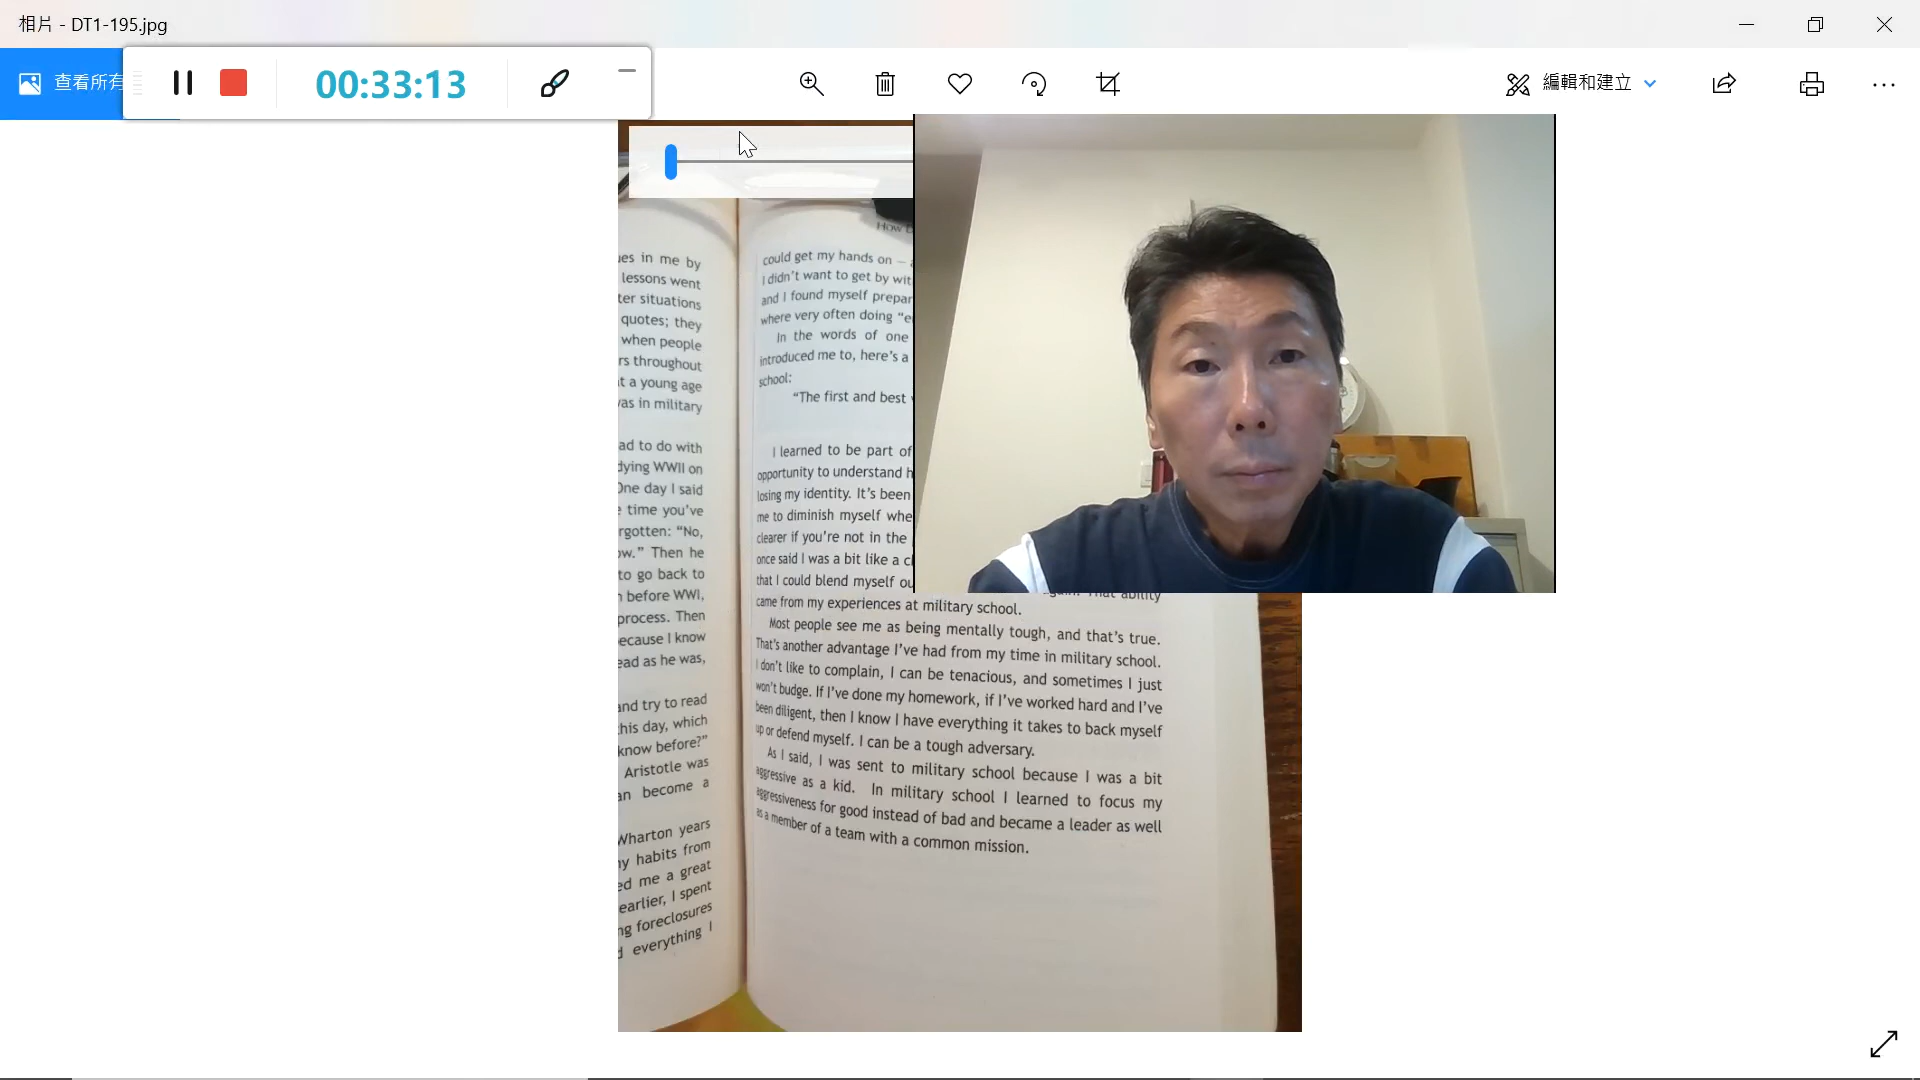 相片 - DT1-195.jpg
查看所有
00:33:13
編輯和建立
ues in me by
lessons went
ter situations
quotes; they
when people
rs throughout
t a young age
as in military
ad to do with
dying WWII on
One day I said
e time you've
rgotten: "No,
ow." Then he
to go back to
before WWI,
process. Then
ecause I know
ead as he was,
and try to read
his day, which
know before?"
Aristotle was
an become a
Wharton years
y habits from
ed me a great
earlier, I spent
ng foreclosures
d everything I
How D
could get my hands on —
I didn't want to get by wit
and I found myself prepar
where very often doing "e
In the words of one
introduced me to, here's a
school:
"The first and best
I learned to be part of
opportunity to understand h
losing my identity. It's been
me to diminish myself whe
clearer if you're not in the
once said I was a bit like a c
that I could blend myself ou
again. That ability
came from my experiences at military school.
Most people see me as being mentally tough, and that's true.
That's another advantage I've had from my time in military school.
I don't like to complain, I can be tenacious, and sometimes I just
won't budge. If I've done my homework, if I've worked hard and I've
been diligent, then I know I have everything it takes to back myself
up or defend myself. I can be a tough adversary.
As I said, I was sent to military school because I was a bit
aggressive as a kid. In military school I learned to focus my
aggressiveness for good instead of bad and became a leader as well
as a member of a team with a common mission.